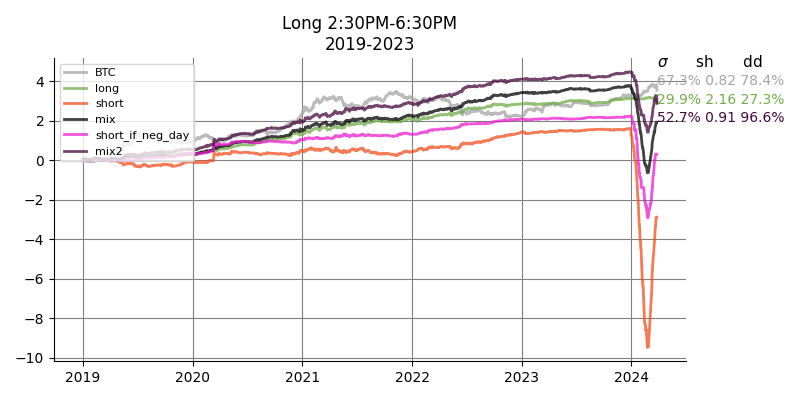 Long 2:30PM-6:30PM
2019-2023
σ sh dd
67.3% 0.82 78.4%
29.9% 2.16 27.3%
52.7% 0.91 96.6%
BTC
long
short
mix
short_if_neg_day
mix2
4
2
0
−2
−4
−6
−8
−10
2019 2020 2021 2022 2023 2024